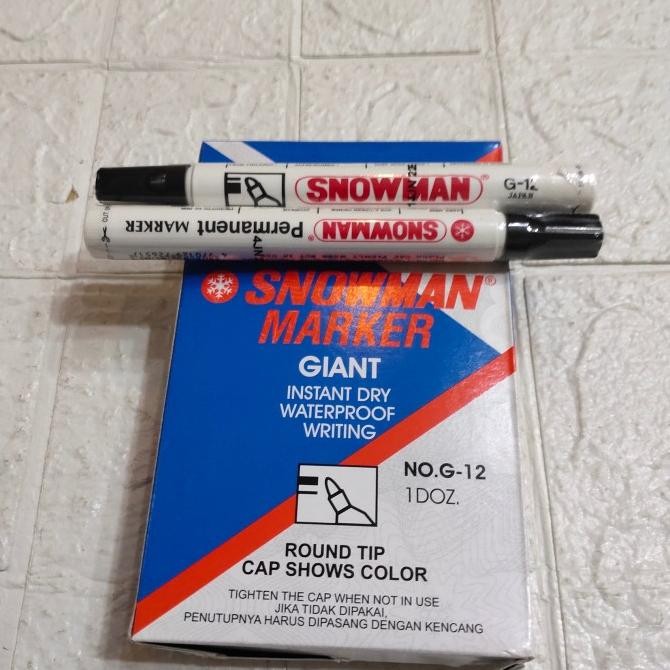 SNOWMAN®
G-12
JAPAN
Permanent MARKER
SNOWMAN®
SNOWMAN®
MARKER
GIANT
INSTANT DRY
WATERPROOF
WRITING
NO.G-12
1DOZ.
ROUND TIP
CAP SHOWS COLOR
TIGHTEN THE CAP WHEN NOT IN USE
JIKA TIDAK DIPAKAI,
PENUTUPNYA HARUS DIPASANG DENGAN KENCANG